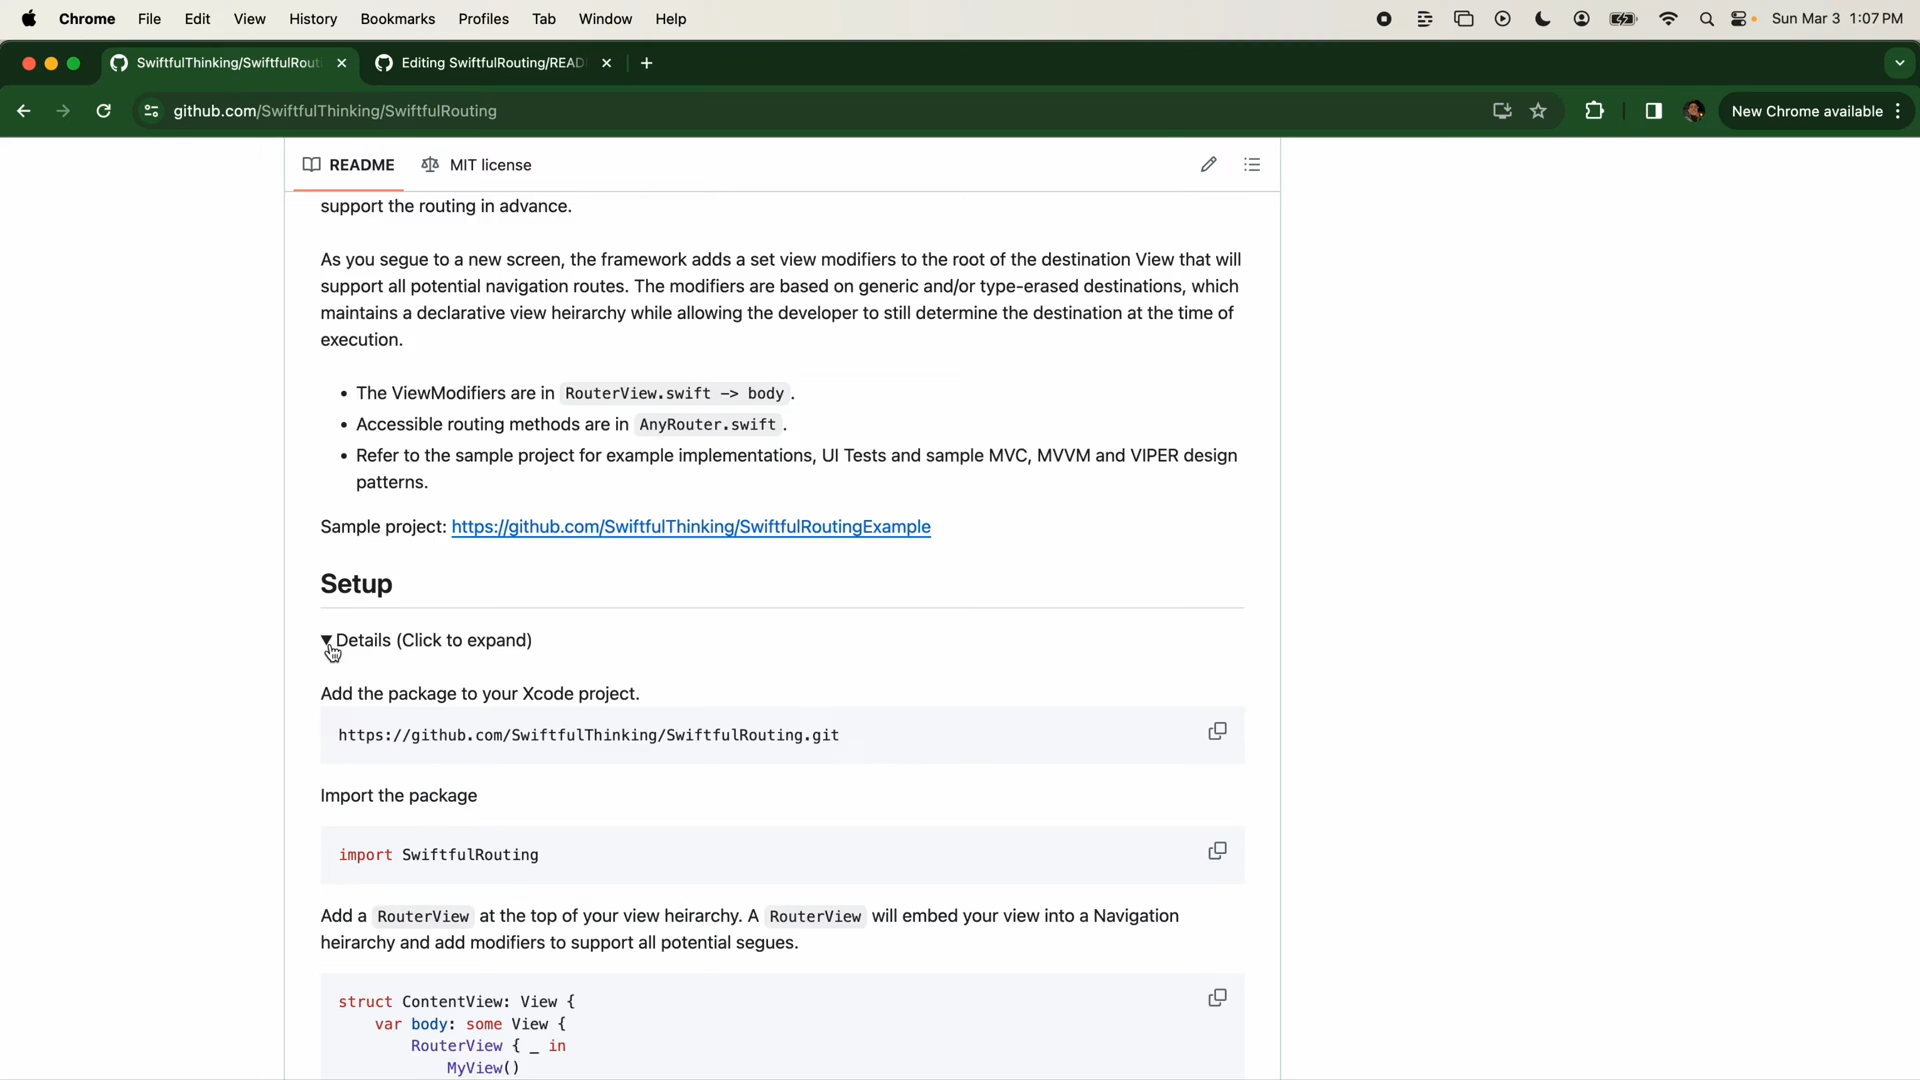 Chrome File Edit View History Bookmarks Profiles Tab Window Help Sun Mar 3 1:07 PM
SwiftfulThinking/SwiftfulRout Editing SwiftfulRouting/READ
github.com/SwiftfulThinking/SwiftfulRouting New Chrome available
README MIT license
support the routing in advance.
As you segue to a new screen, the framework adds a set view modifiers to the root of the destination View that will
support all potential navigation routes. The modifiers are based on generic and/or type-erased destinations, which
maintains a declarative view heirarchy while allowing the developer to still determine the destination at the time of
execution.
• The ViewModifiers are in RouterView.swift -> body.
• Accessible routing methods are in AnyRouter.swift.
• Refer to the sample project for example implementations, UI Tests and sample MVC, MVVM and VIPER design
patterns.
Sample project: https://github.com/SwiftfulThinking/SwiftfulRoutingExample
Setup
▼Details (Click to expand)
Add the package to your Xcode project.
https://github.com/SwiftfulThinking/SwiftfulRouting.git
Import the package
import SwiftfulRouting
Add a RouterView at the top of your view heirarchy. A RouterView will embed your view into a Navigation
heirarchy and add modifiers to support all potential segues.
struct ContentView: View {
var body: some View {
RouterView { _ in
MyView()